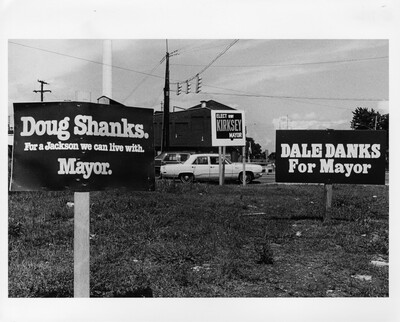 Doug Shanks.
For a Jackson we can live with.
Mayor.
ELECT
KIRKSEY
MAYOR
DALE DANKS
For Mayor